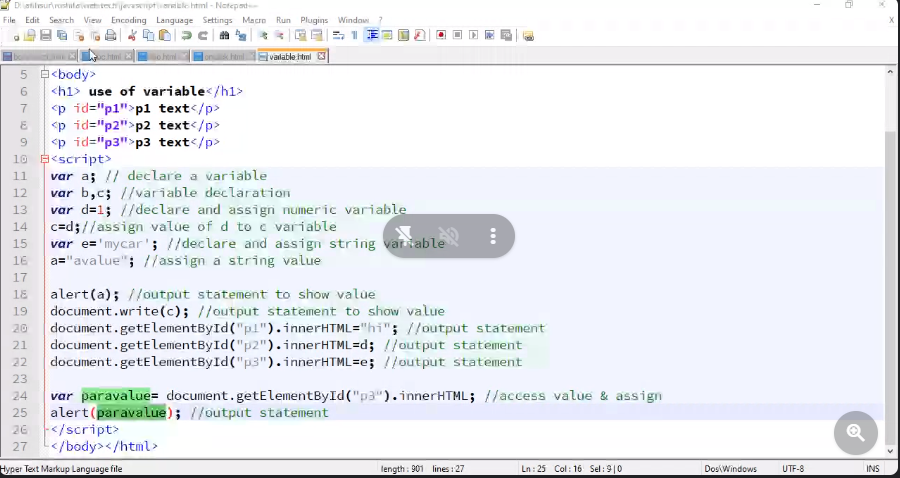 File Edit Search View Encoding Language Settings Macro Run Plugins Window ?
variable.html
5 <body>
6 <h1> use of variable</h1>
7 <p id="p1">p1 text</p>
8 <p id="p2">p2 text</p>
9 <p id="p3">p3 text</p>
10 <script>
11 var a; // declare a variable
12 var b,c; //variable declaration
13 var d=1; //declare and assign numeric variable
14 c=d;//assign value of d to c variable
15 var e='mycar'; //declare and assign string variable
16 a="avalue"; //assign a string value
17
18 alert(a); //output statement to show value
19 document.write(c); //output statement to show value
20 document.getElementById("p1").innerHTML="hi"; //output statement
21 document.getElementById("p2").innerHTML=d; //output statement
22 document.getElementById("p3").innerHTML=e; //output statement
23
24 var paravalue= document.getElementById("p3").innerHTML; //access value & assign
25 alert(paravalue); //output statement
26 </script>
27 </body></html>
Hyper Text Markup Language file length : 901 lines : 27 Ln : 25 Col : 16 Sel : 9 | 0 Dos\Windows UTF-8 INS